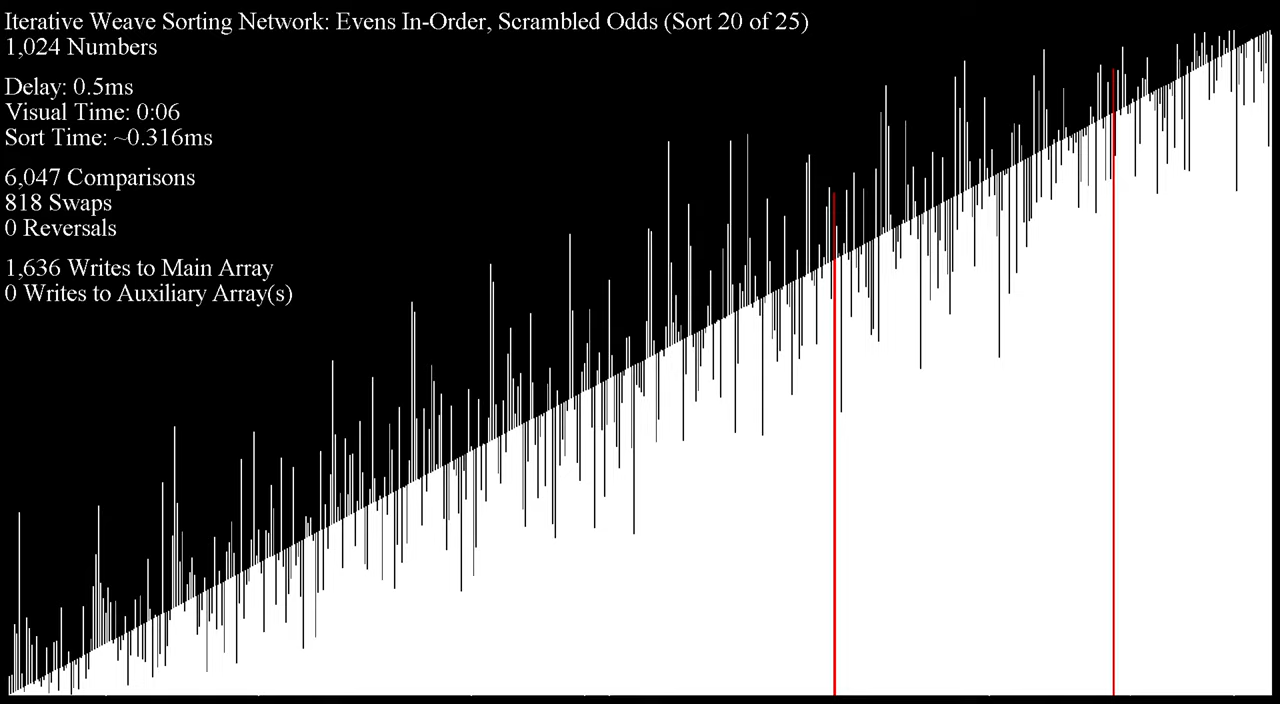 Iterative Weave Sorting Network: Evens In-Order, Scrambled Odds (Sort 20 of 25)
1,024 Numbers
Delay: 0.5ms
Visual Time: 0:06
Sort Time: ~0.316ms
6,047 Comparisons
818 Swaps
0 Reversals
1,636 Writes to Main Array
0 Writes to Auxiliary Array(s)